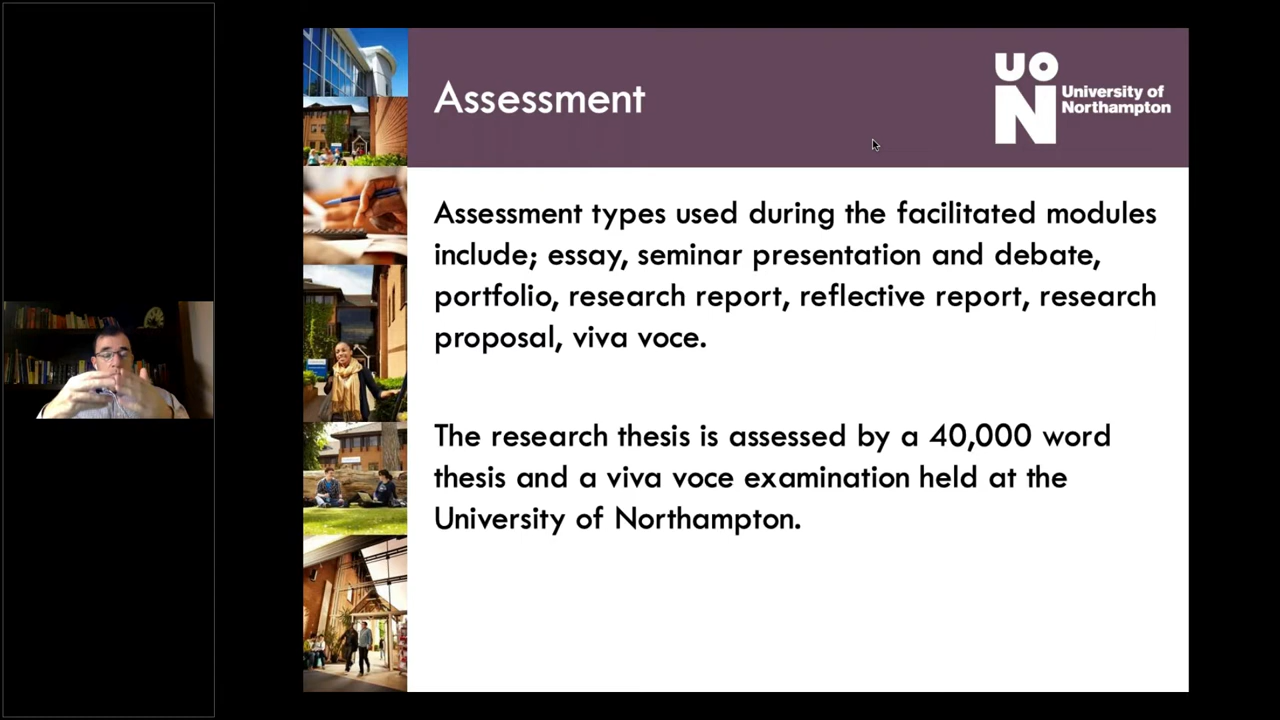 Assessment
UON
University of
Northampton
Assessment types used during the facilitated modules
include; essay, seminar presentation and debate,
portfolio, research report, reflective report, research
proposal, viva voce.
The research thesis is assessed by a 40,000 word
thesis and a viva voce examination held at the
University of Northampton.